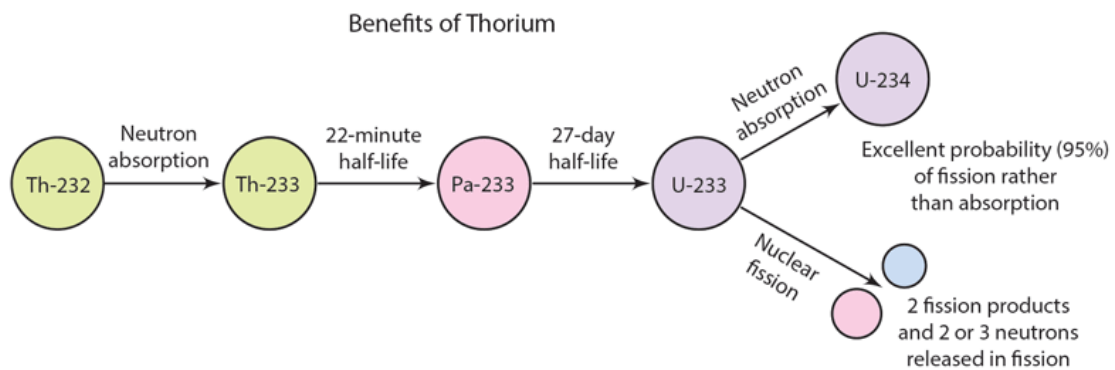 Benefits of Thorium
Th-232
Neutron
absorption
Th-233
22-minute
half-life
Pa-233
27-day
half-life
U-233
Neutron
absorption
U-234
Excellent probability (95%)
of fission rather
than absorption
Nuclear
fission
2 fission products
and 2 or 3 neutrons
released in fission